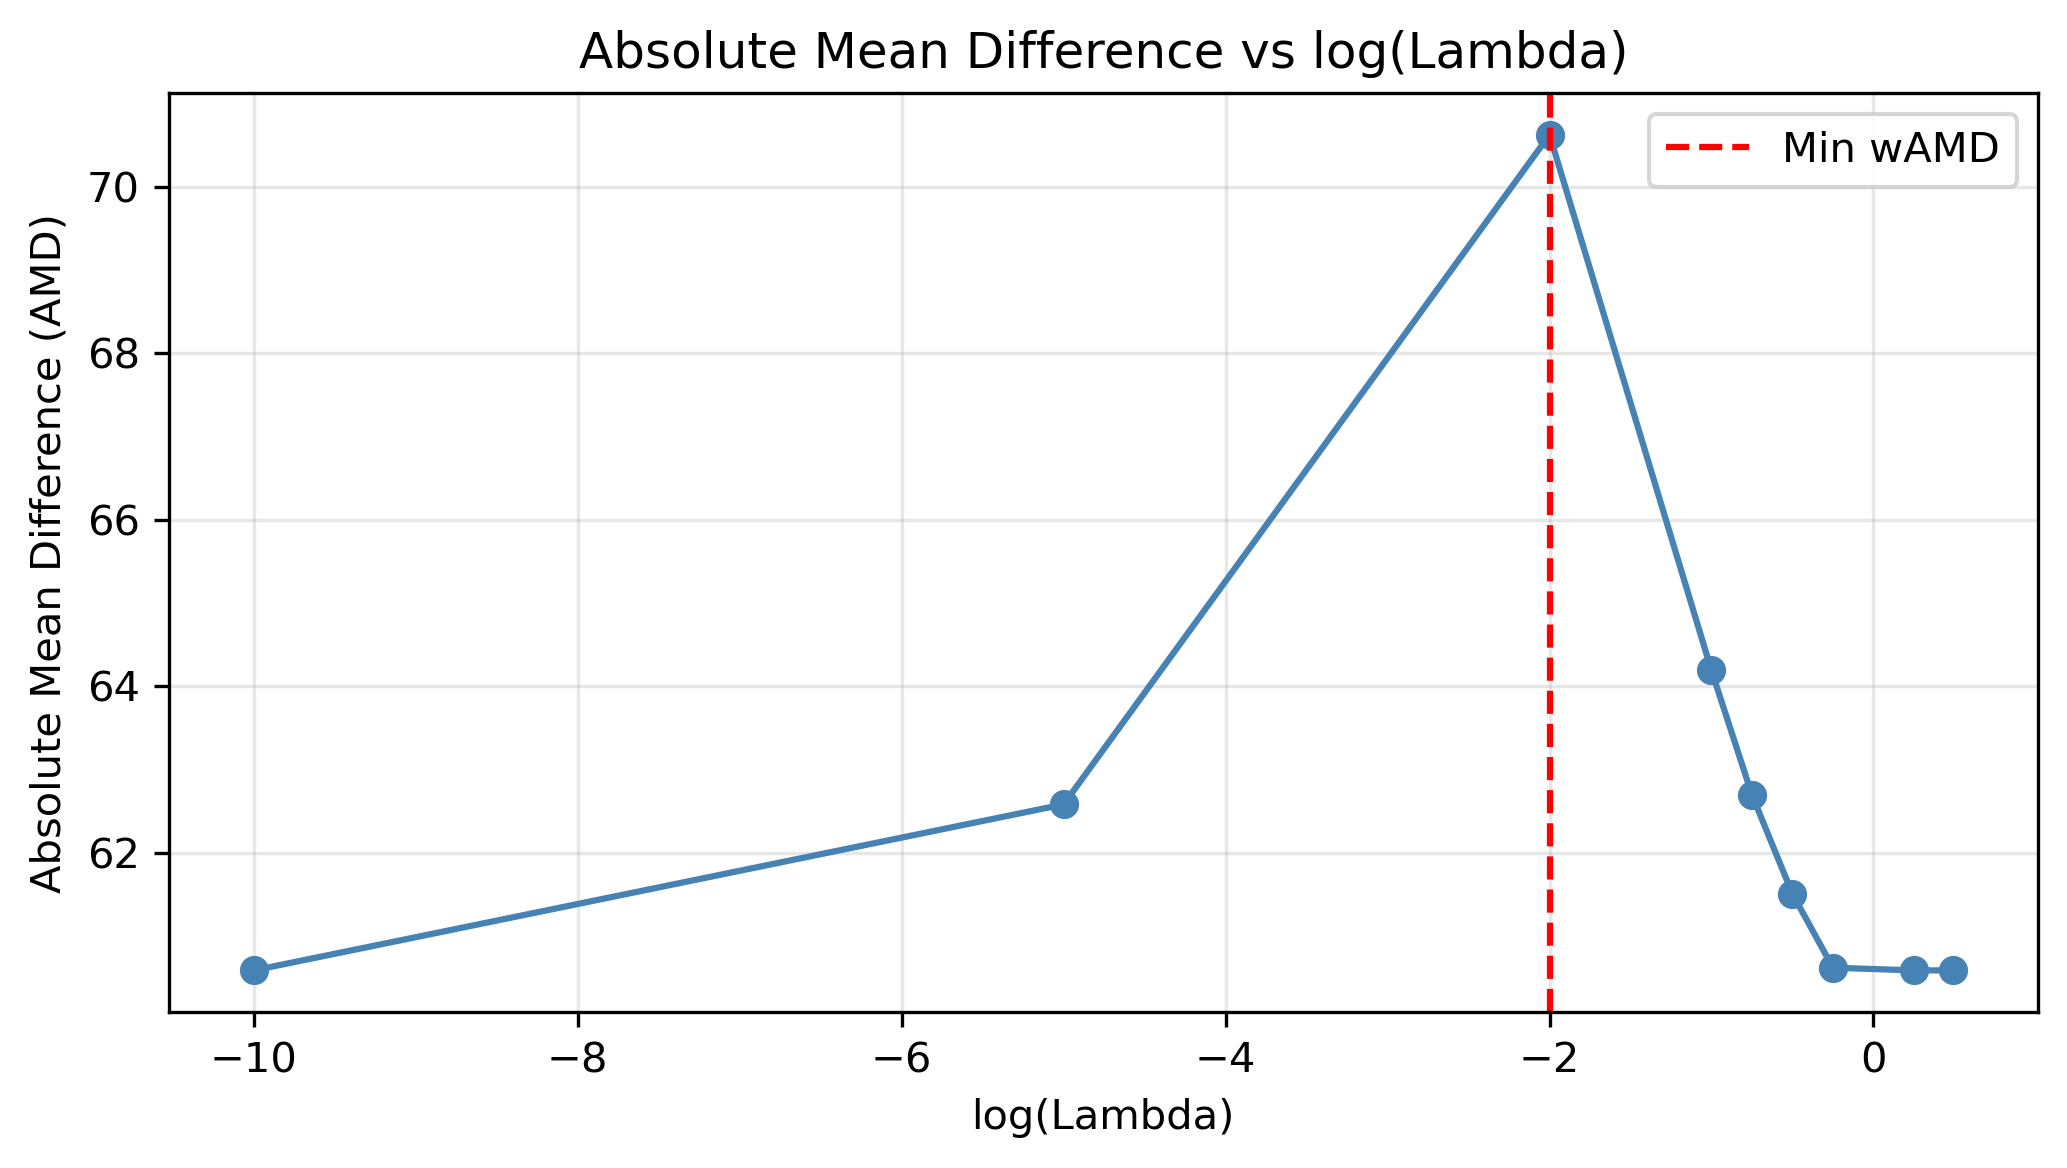 Absolute Mean Difference vs log(Lambda)
Min wAMD
Absolute Mean Difference (AMD)
70
68
66
64
62
−10
−8
−6
−4
−2
0
log(Lambda)